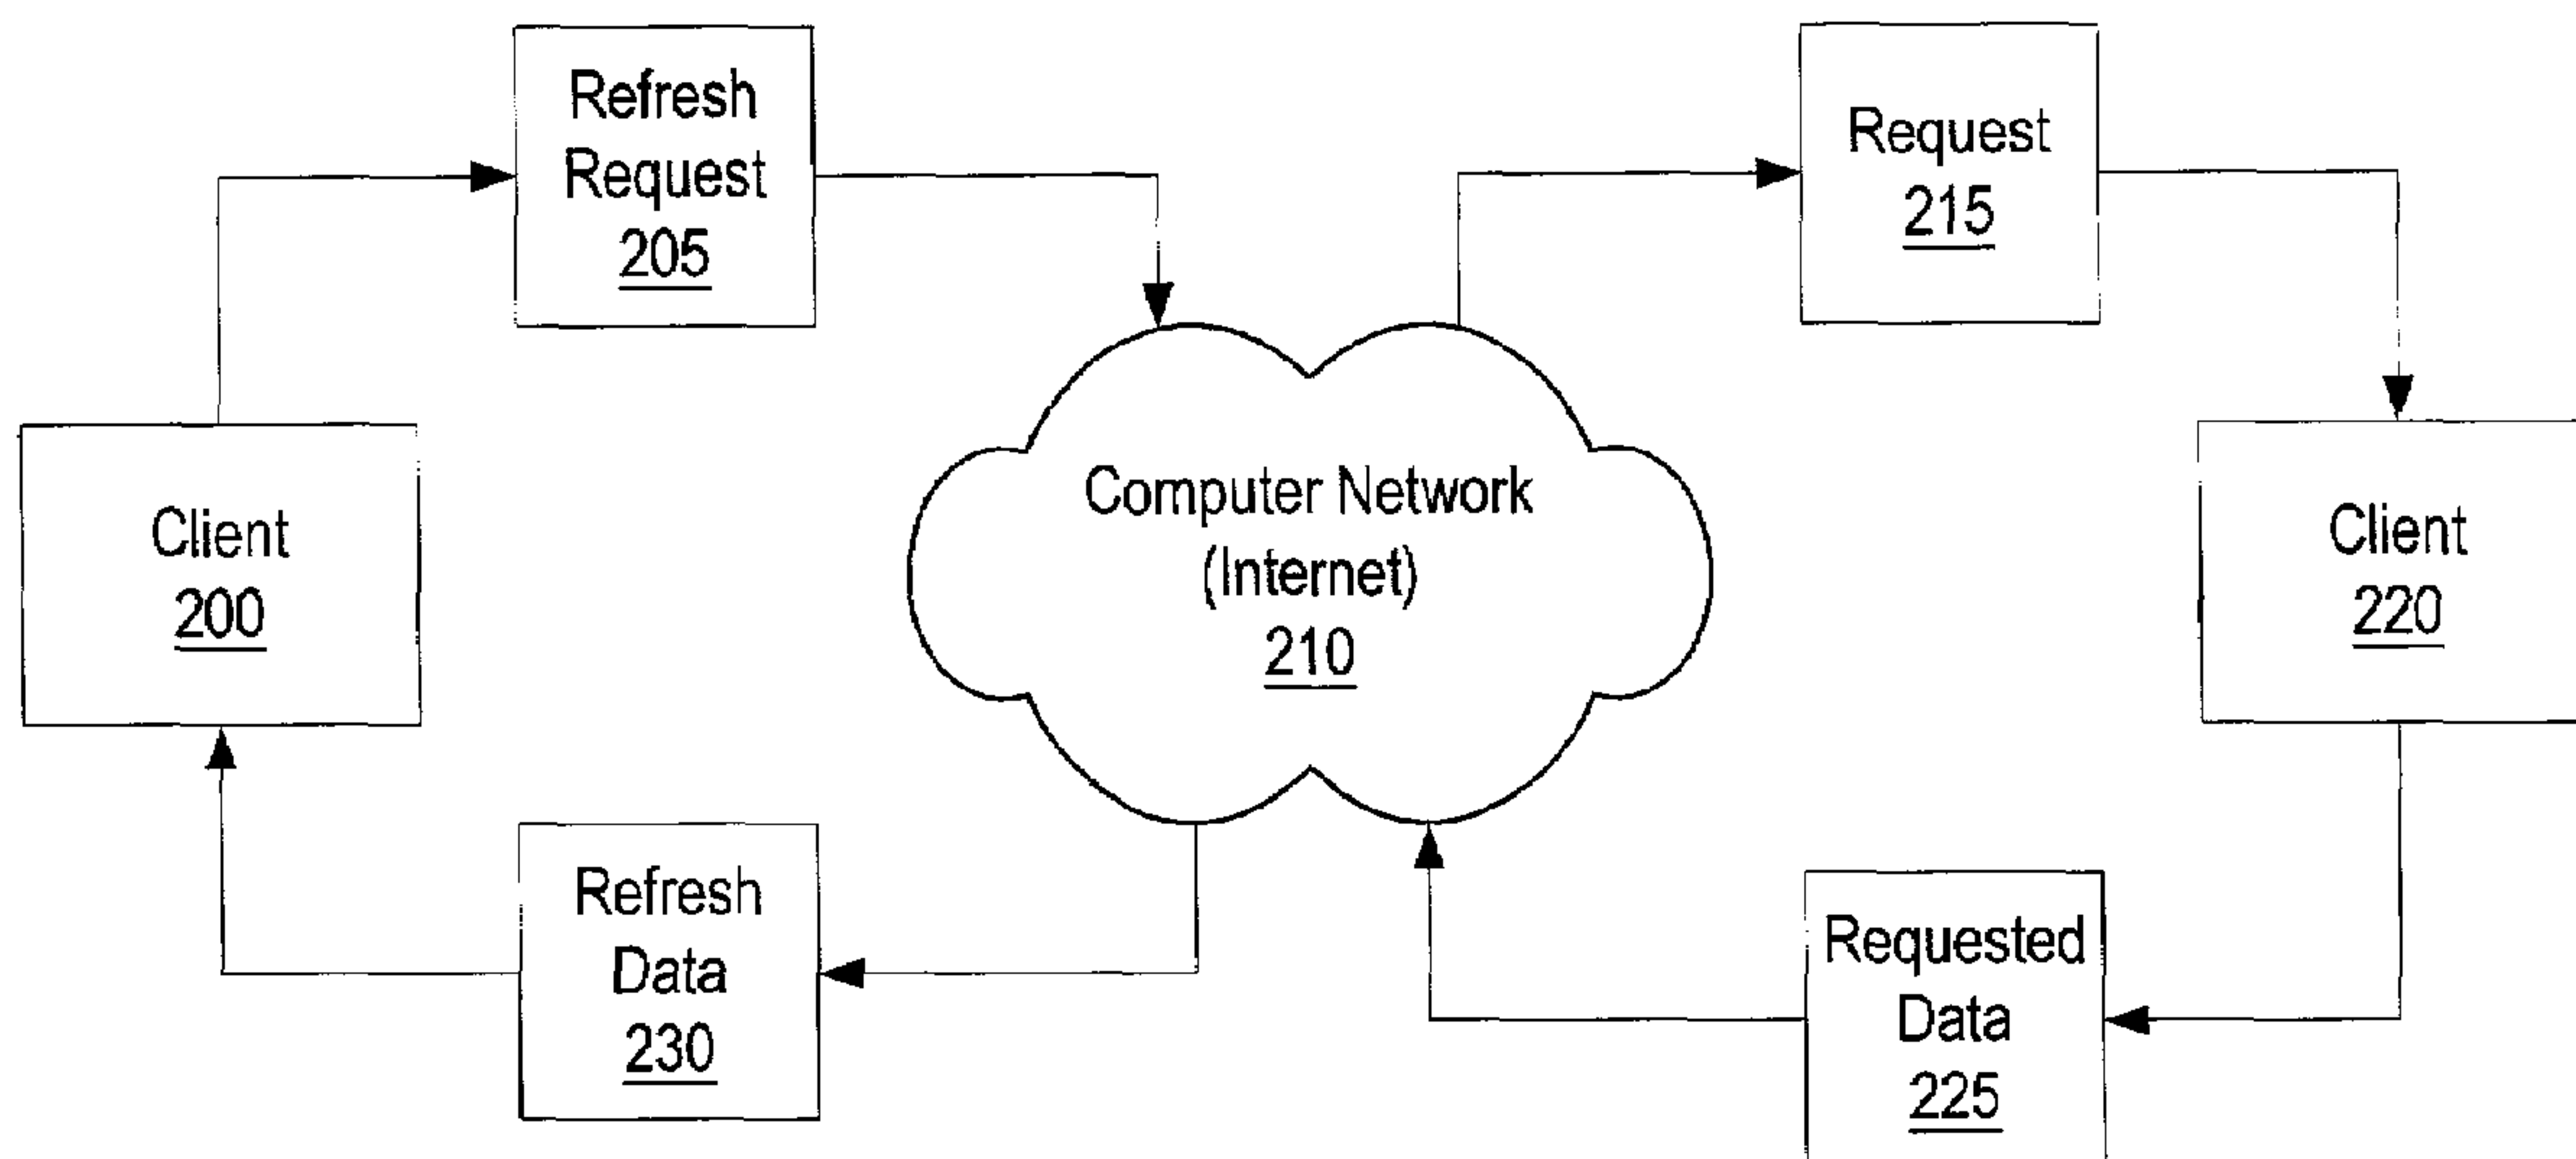 Refresh
Request
205
Request
215
Client
200
Computer Network
(Internet)
210
Client
220
Refresh
Data
230
Requested
Data
225